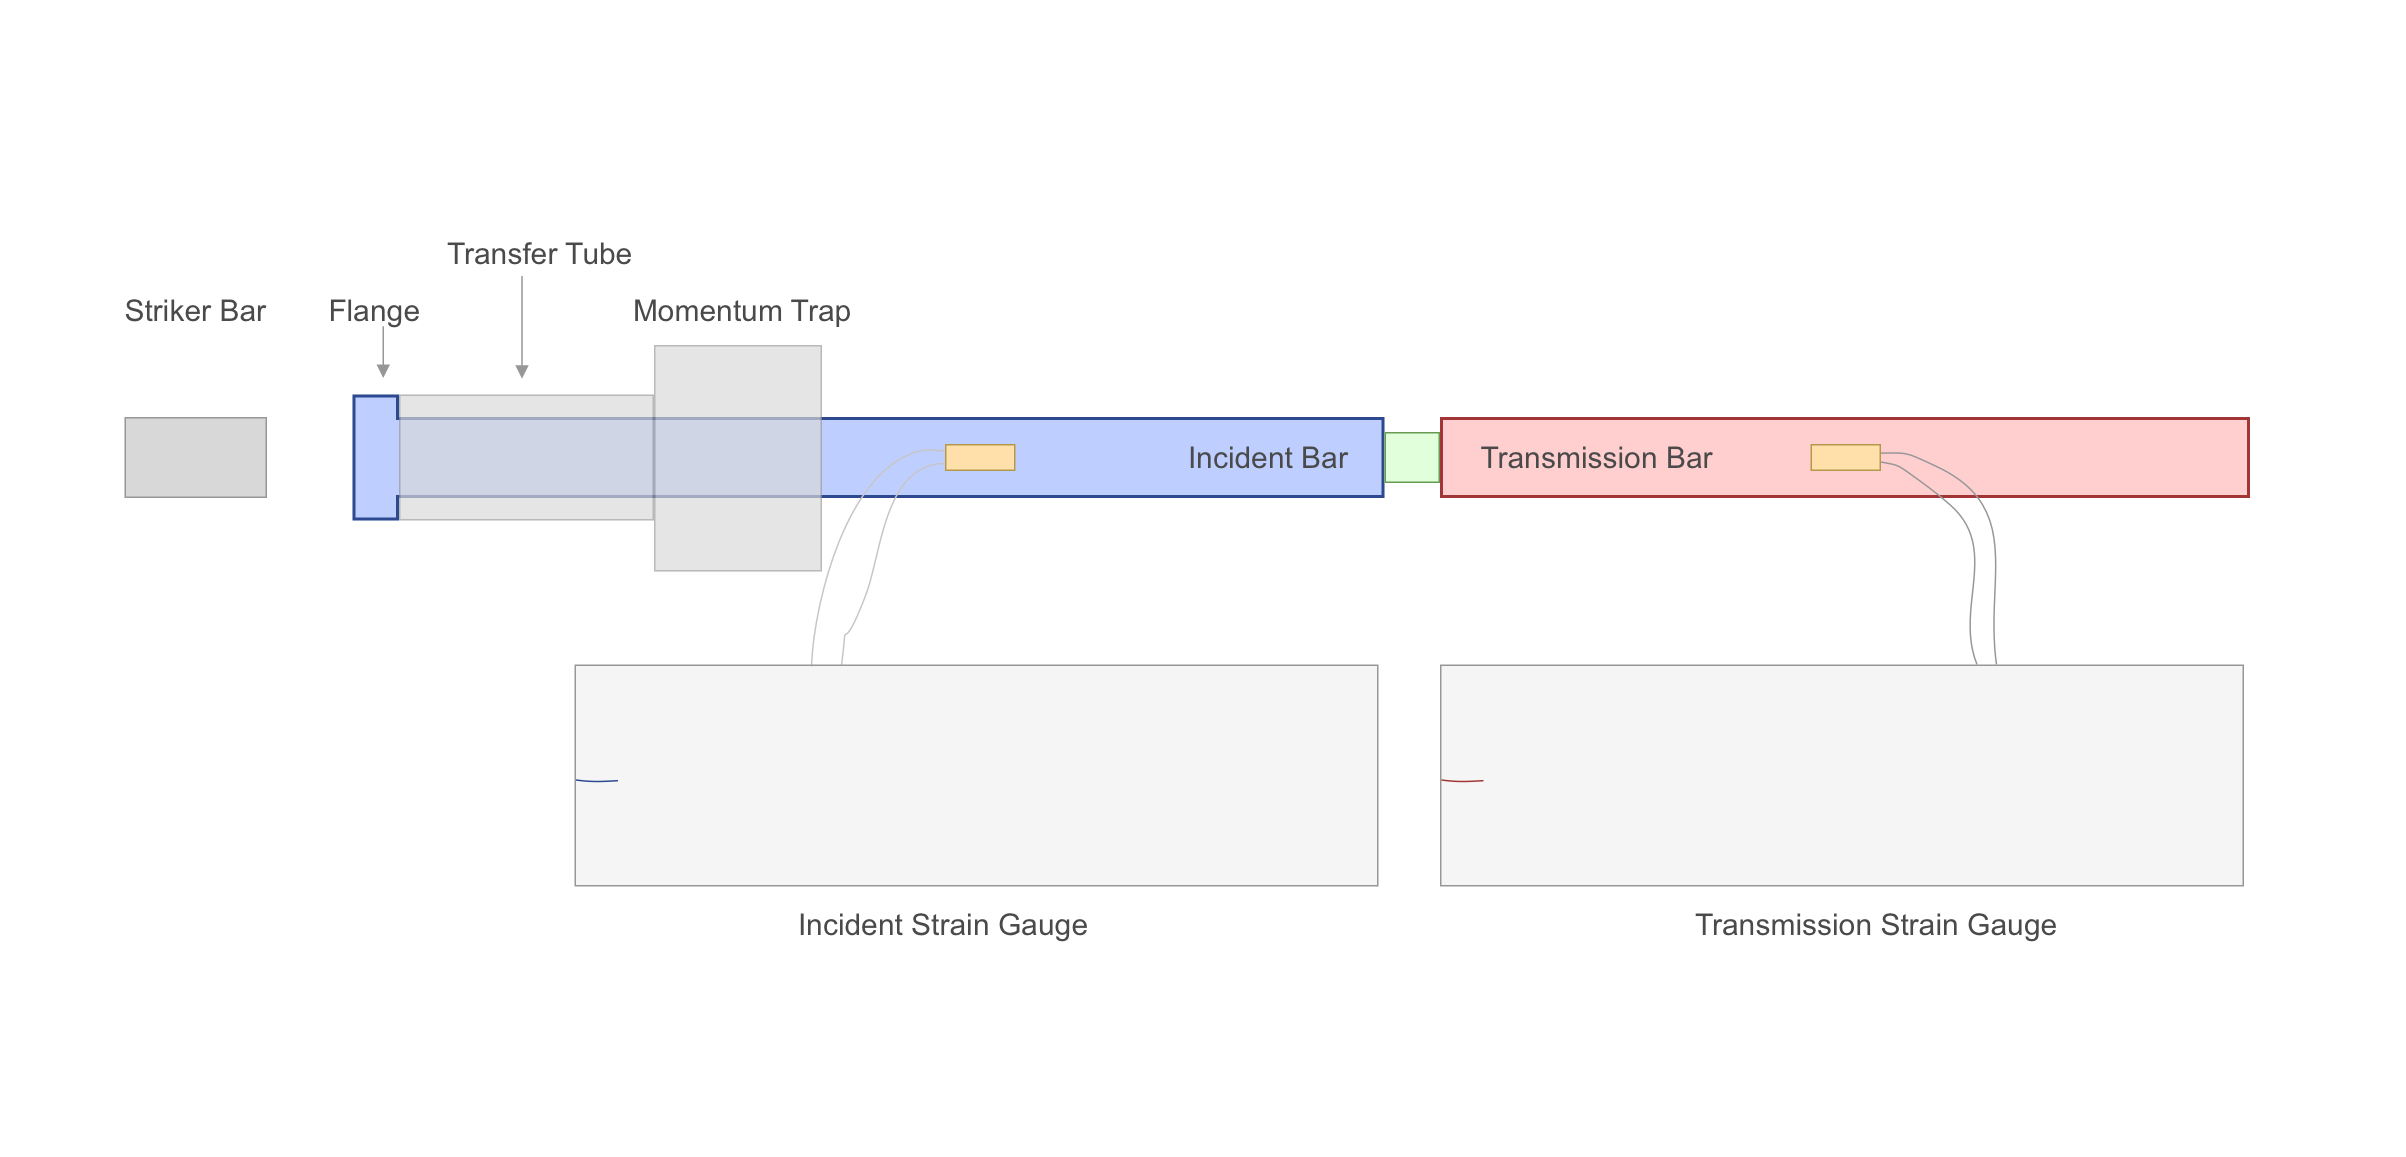 Transfer Tube
Striker Bar
Flange
Momentum Trap
Incident Bar
Transmission Bar
Incident Strain Gauge
Transmission Strain Gauge